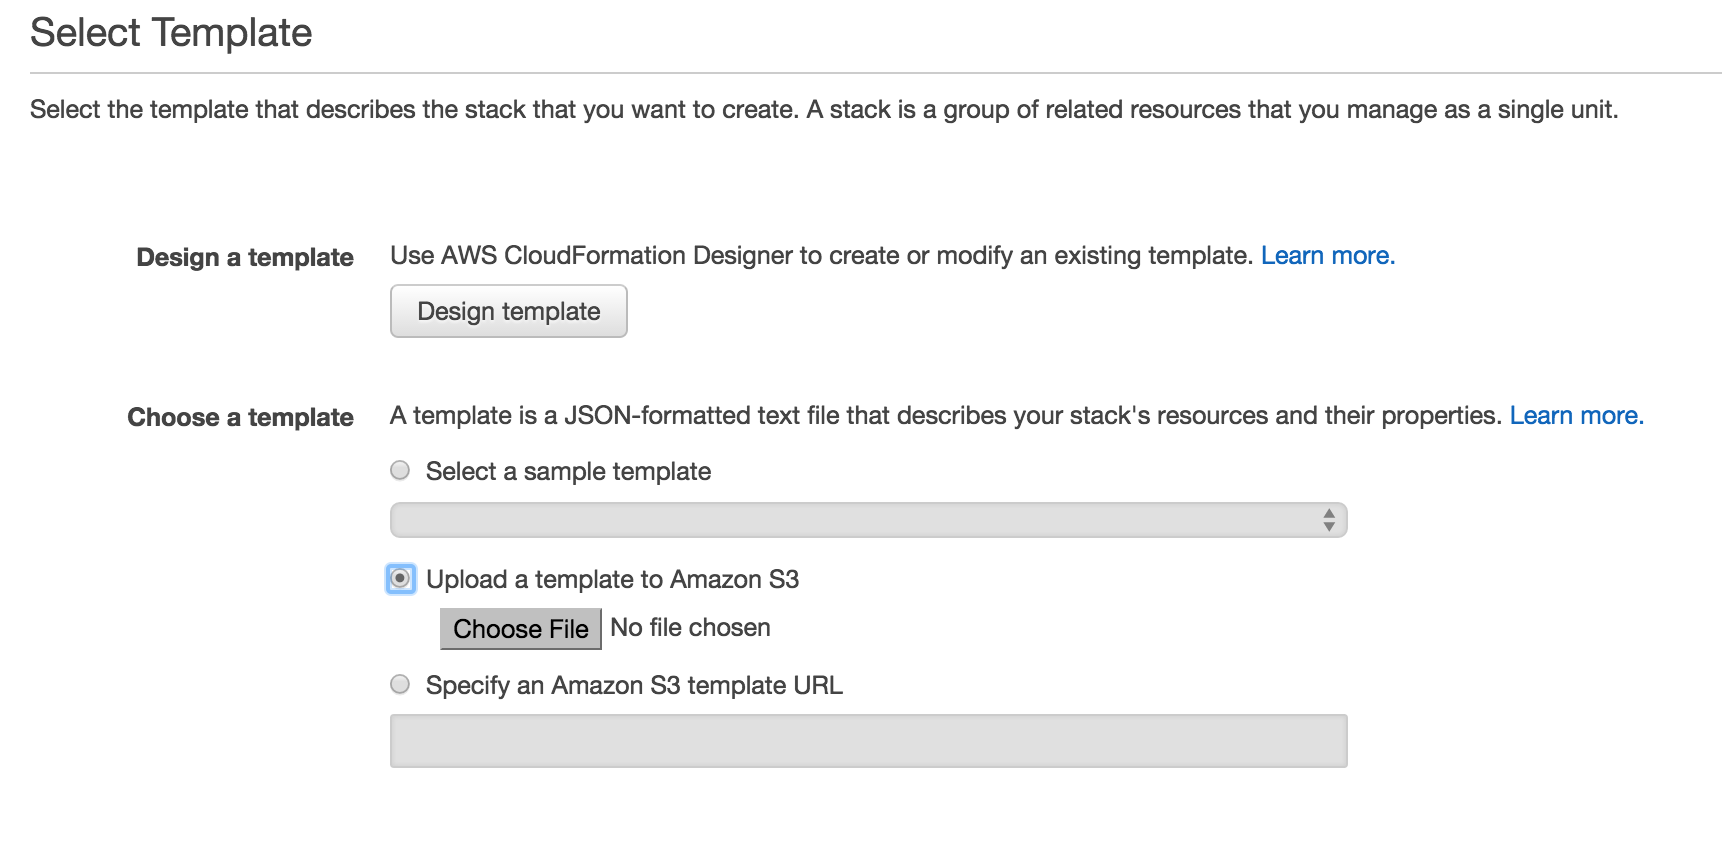 Select Template
Select the template that describes the stack that you want to create. A stack is a group of related resources that you manage as a single unit.
Design a template
Use AWS CloudFormation Designer to create or modify an existing template. Learn more.
Design template
Choose a template
A template is a JSON-formatted text file that describes your stack's resources and their properties. Learn more.
Select a sample template
Upload a template to Amazon S3
Choose File No file chosen
Specify an Amazon S3 template URL